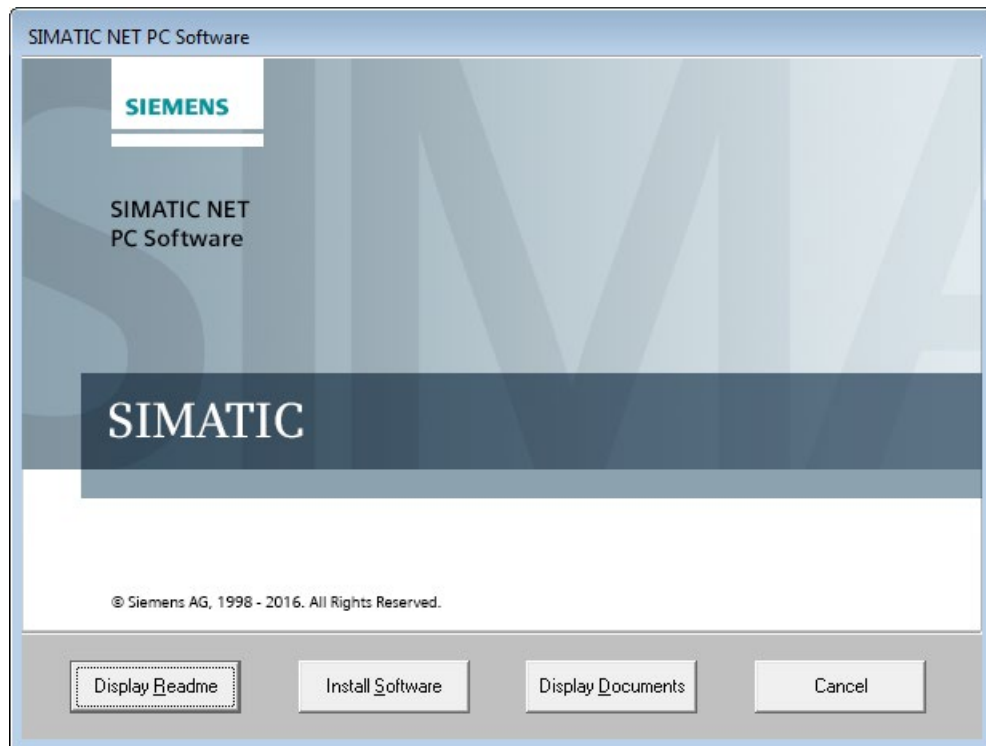 SIMATIC NET PC Software
SIEMENS
SIMATIC NET
PC Software
SIMATIC
© Siemens AG, 1998 - 2016. All Rights Reserved.
Display Readme
Install Software
Display Documents
Cancel